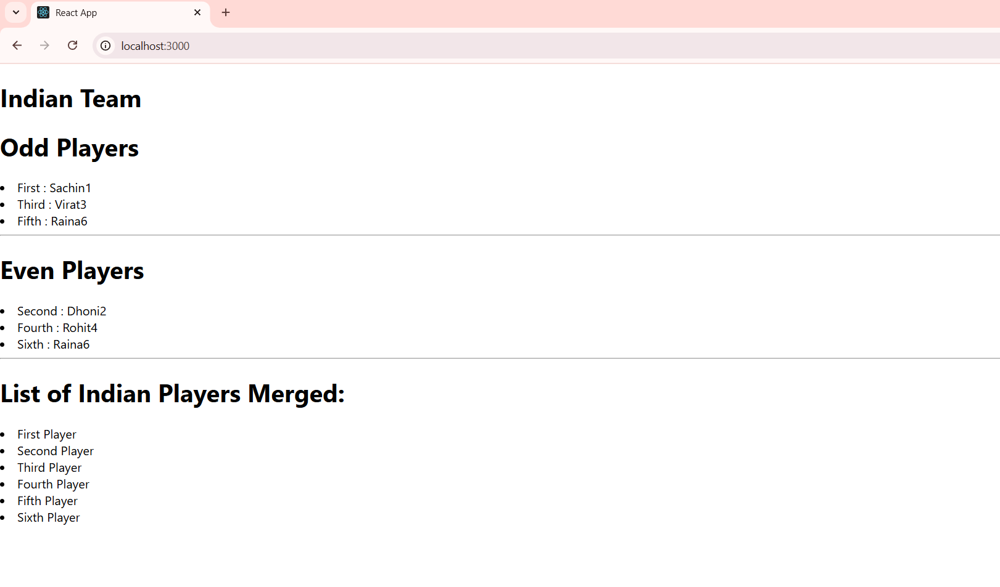 React App
localhost:3000
Indian Team
Odd Players
First : Sachin1
Third : Virat3
Fifth : Raina6
Even Players
Second : Dhoni2
Fourth : Rohit4
Sixth : Raina6
List of Indian Players Merged:
First Player
Second Player
Third Player
Fourth Player
Fifth Player
Sixth Player